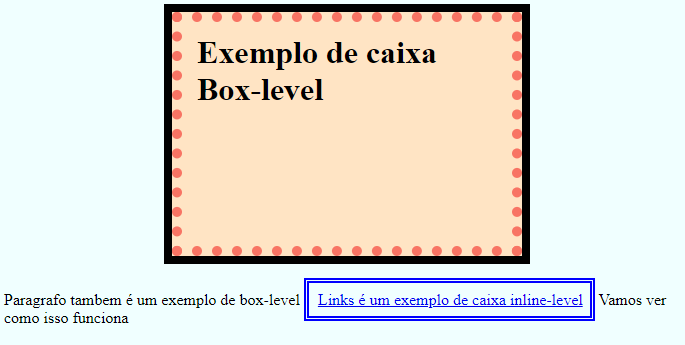 Exemplo de caixa
Box-level
Paragrafo tambem é um exemplo de box-level Links é um exemplo de caixa inline-level Vamos ver
como isso funciona